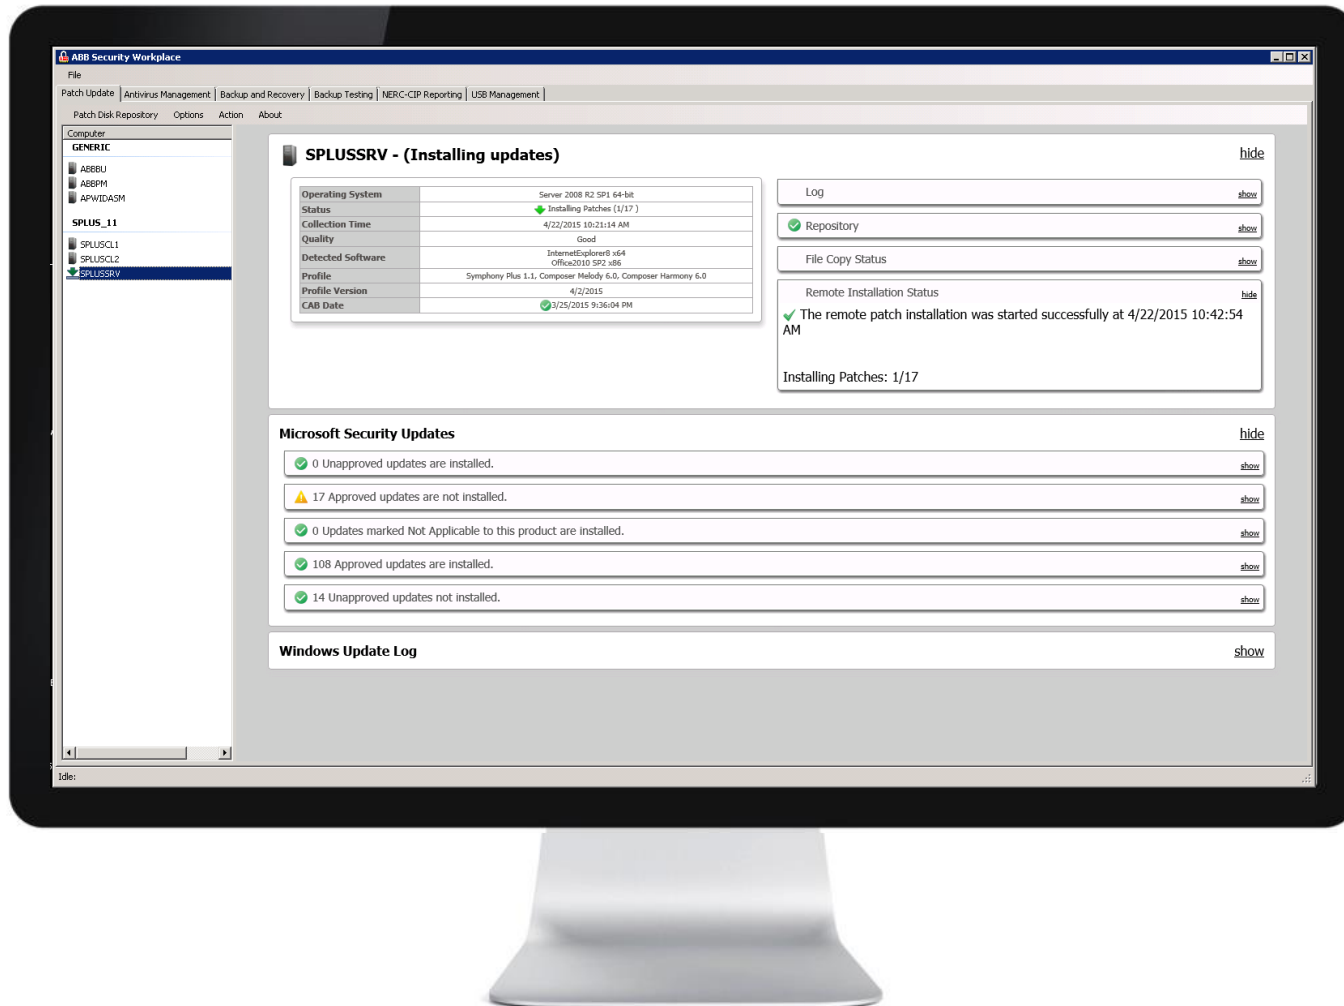 ABB Security Workplace
File
Patch Update Antivirus Management Backup and Recovery Backup Testing NERC-CIP Reporting USB Management
Patch Disk Repository Options Action About
Computer
GENERIC
ABBBU
ABBPM
APWIDASM
SPLUS_11
SPLUSCL1
SPLUSCL2
SPLUSSRV
SPLUSSRV - (Installing updates)
hide
Operating System Server 2008 R2 SP1 64-bit
Status Installing Patches (1/17 )
Collection Time 4/22/2015 10:21:14 AM
Quality Good
Detected Software InternetExplorer8 x64
Office2010 SP2 x86
Profile Symphony Plus 1.1, Composer Melody 6.0, Composer Harmony 6.0
Profile Version 4/2/2015
CAB Date 3/25/2015 9:36:04 PM
Log show
Repository show
File Copy Status show
Remote Installation Status hide
The remote patch installation was started successfully at 4/22/2015 10:42:54
AM
Installing Patches: 1/17
Microsoft Security Updates hide
0 Unapproved updates are installed. show
17 Approved updates are not installed. show
0 Updates marked Not Applicable to this product are installed. show
108 Approved updates are installed. show
14 Unapproved updates not installed. show
Windows Update Log show
Idle: